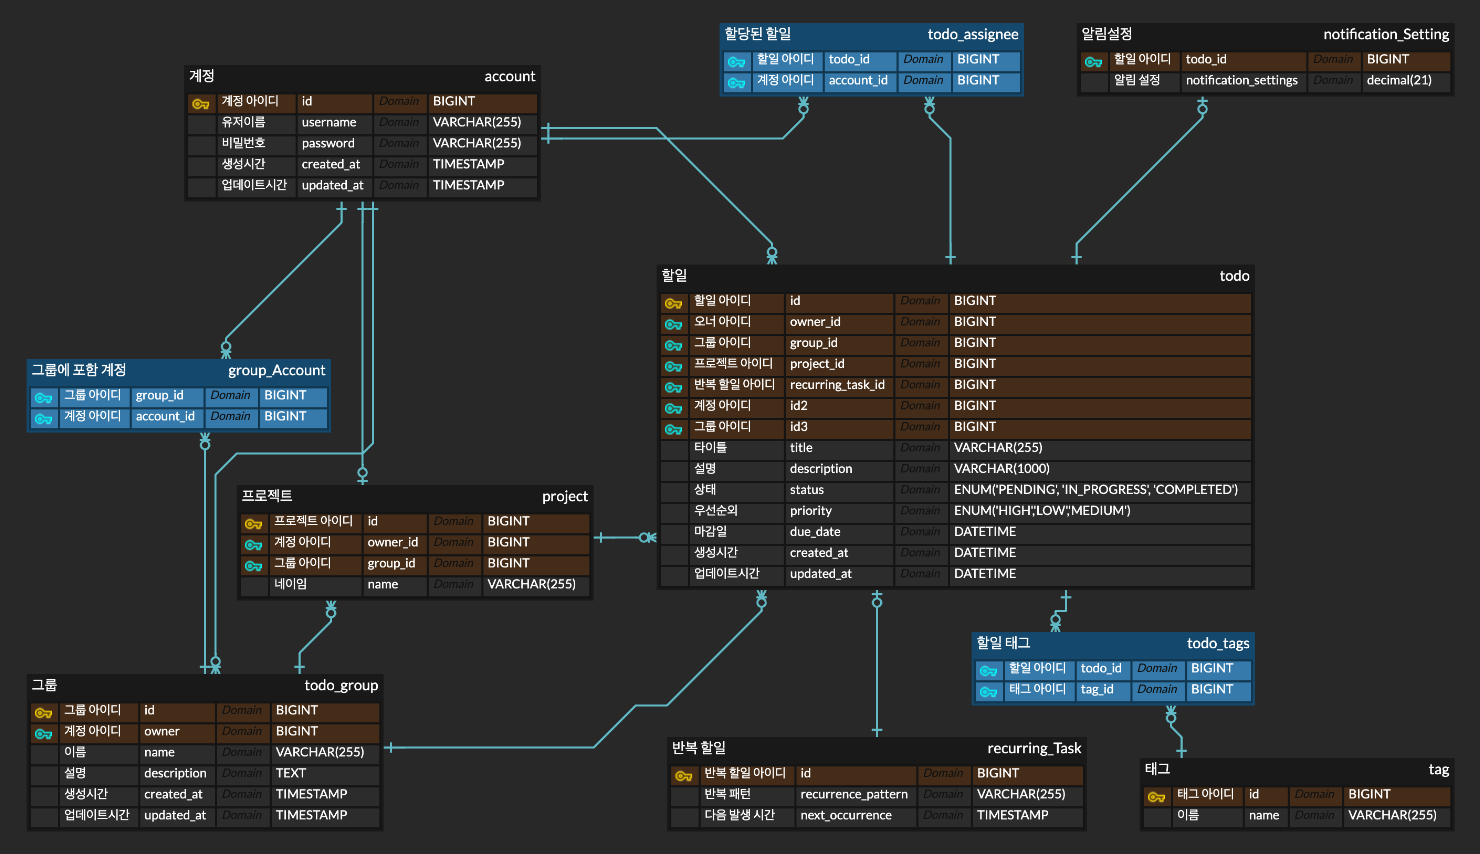 할당된 할일 todo_assignee
할일 아이디 todo_id Domain BIGINT
계정 아이디 account_id Domain BIGINT
알림설정 notification_Setting
할일 아이디 todo_id Domain BIGINT
알림 설정 notification_settings Domain decimal(21)
계정 account
계정 아이디 id Domain BIGINT
유저이름 username Domain VARCHAR(255)
비밀번호 password Domain VARCHAR(255)
생성시간 created_at Domain TIMESTAMP
업데이트시간 updated_at Domain TIMESTAMP
할일 todo
할일 아이디 id Domain BIGINT
오너 아이디 owner_id Domain BIGINT
그룹 아이디 group_id Domain BIGINT
프로젝트 아이디 project_id Domain BIGINT
반복 할일 아이디 recurring_task_id Domain BIGINT
계정 아이디 id2 Domain BIGINT
그룹 아이디 id3 Domain BIGINT
타이틀 title Domain VARCHAR(255)
설명 description Domain VARCHAR(1000)
상태 status Domain ENUM('PENDING', 'IN_PROGRESS', 'COMPLETED')
우선순외 priority Domain ENUM('HIGH','LOW','MEDIUM')
마감일 due_date Domain DATETIME
생성시간 created_at Domain DATETIME
업데이트시간 updated_at Domain DATETIME
그룹에 포함 계정 group_Account
그룹 아이디 group_id Domain BIGINT
계정 아이디 account_id Domain BIGINT
프로젝트 project
프로젝트 아이디 id Domain BIGINT
계정 아이디 owner_id Domain BIGINT
그룹 아이디 group_id Domain BIGINT
네이임 name Domain VARCHAR(255)
할일 태그 todo_tags
할일 아이디 todo_id Domain BIGINT
태그 아이디 tag_id Domain BIGINT
그룹 todo_group
그룹 아이디 id Domain BIGINT
계정 아이디 owner Domain BIGINT
이름 name Domain VARCHAR(255)
설명 description Domain TEXT
생성시간 created_at Domain TIMESTAMP
업데이트시간 updated_at Domain TIMESTAMP
반복 할일 recurring_Task
반복 할일 아이디 id Domain BIGINT
반복 패턴 recurrence_pattern Domain VARCHAR(255)
다음 발생 시간 next_occurrence Domain TIMESTAMP
태그 tag
태그 아이디 id Domain BIGINT
이름 name Domain VARCHAR(255)